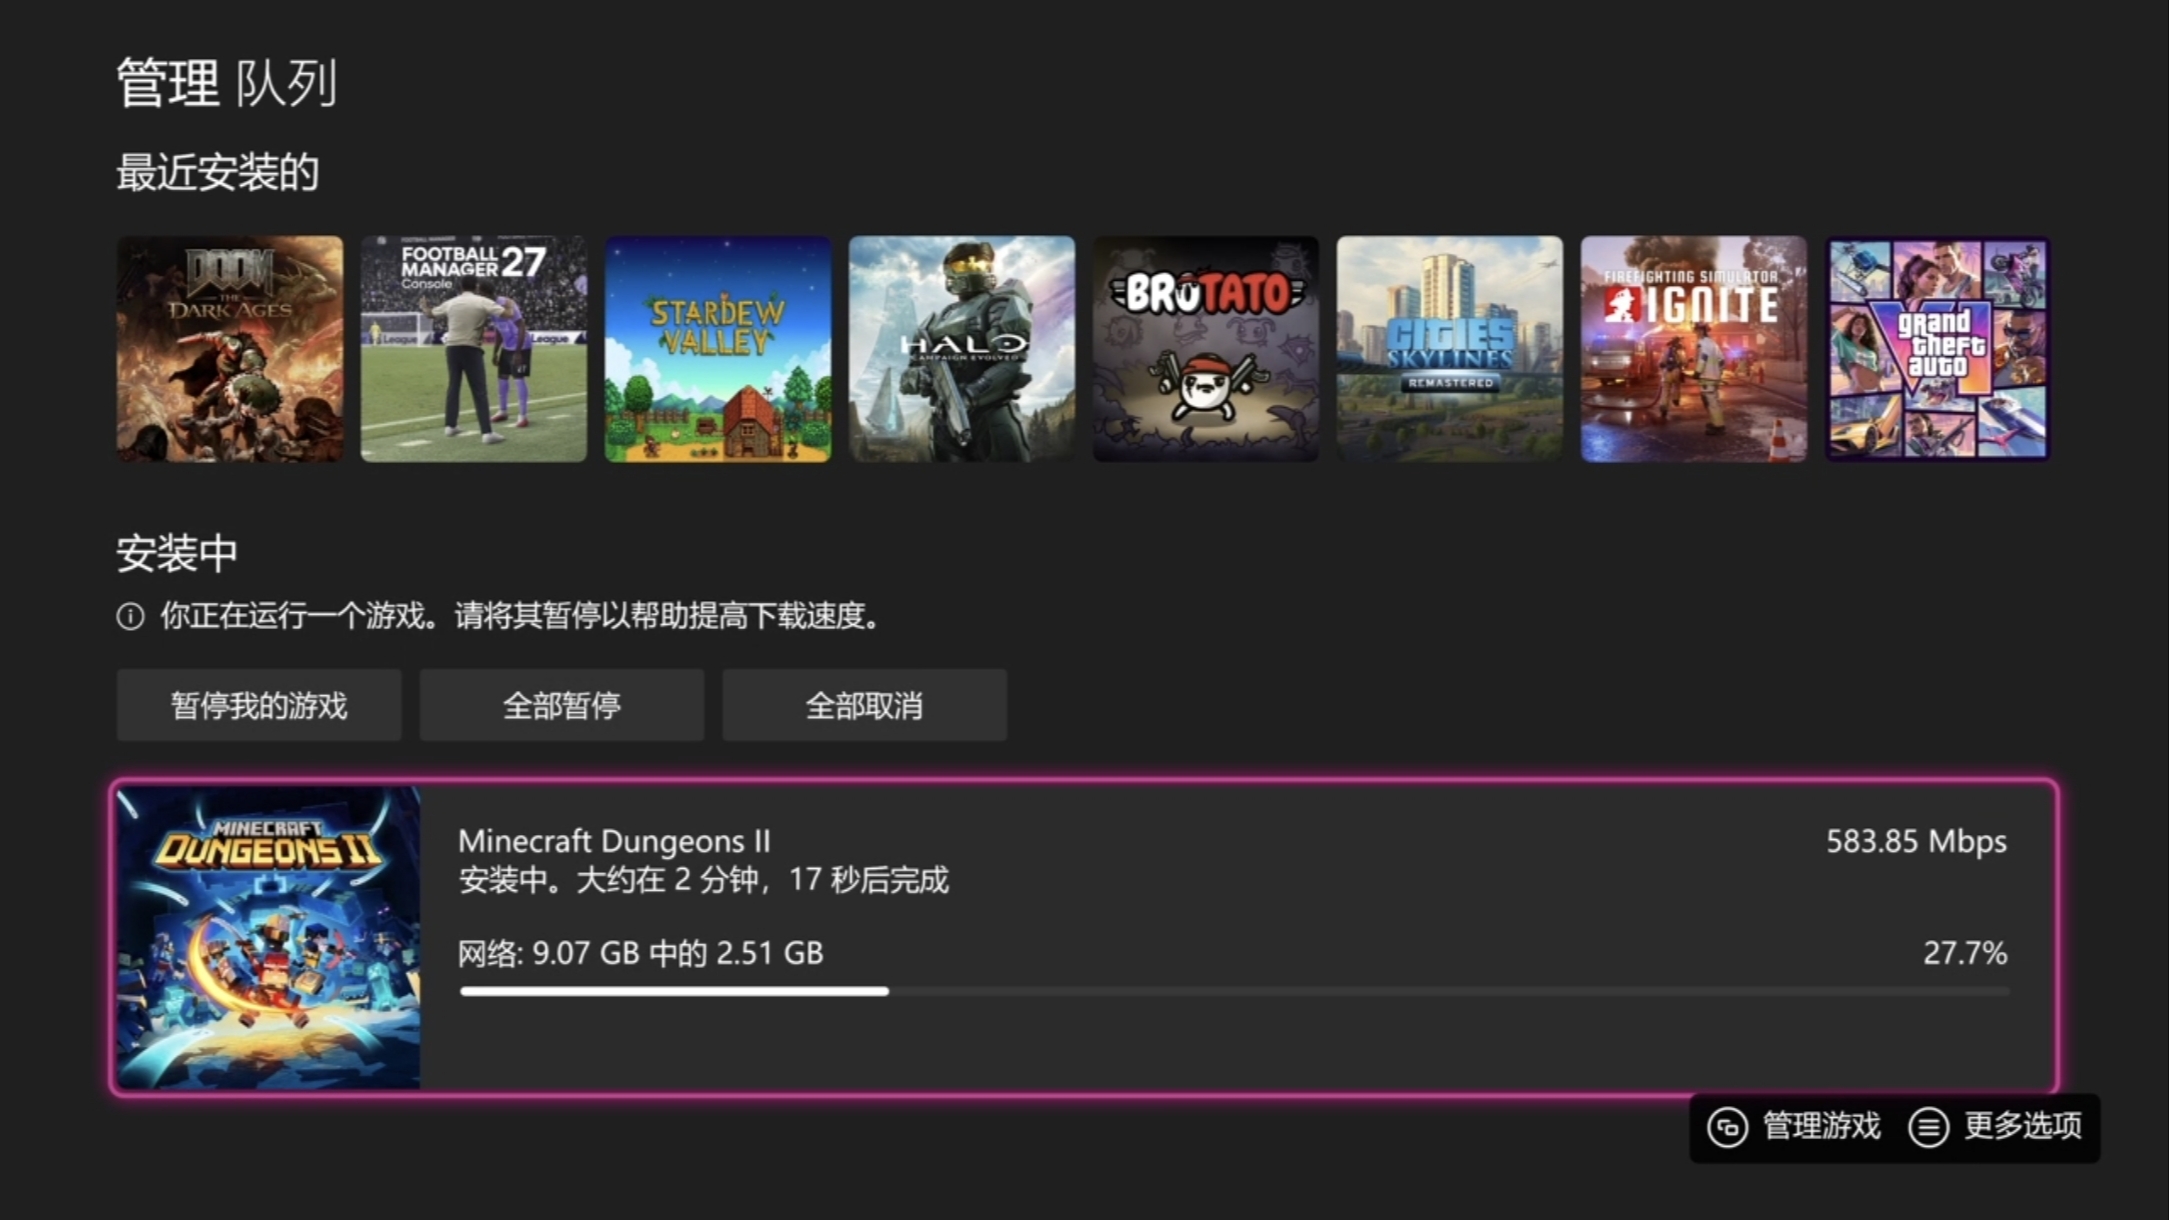 管理 队列
最近安装的
DOOM
THE
DARK AGES
FOOTBALL
MANAGER 27
Console
League
League
STARDEW
VALLEY
HALO
CAMPAIGN EVOLVED
BROTATO
CITIES
SKYLINES
REMASTERED
FIREFIGHTING SIMULATOR
IGNITE
grand
theft
auto
VI
安装中
你正在运行一个游戏。请将其暂停以帮助提高下载速度。
暂停我的游戏
全部暂停
全部取消
MINECRAFT
DUNGEONS II
Minecraft Dungeons II
583.85 Mbps
安装中。大约在 2 分钟，17 秒后完成
网络: 9.07 GB 中的 2.51 GB
27.7%
管理游戏
更多选项